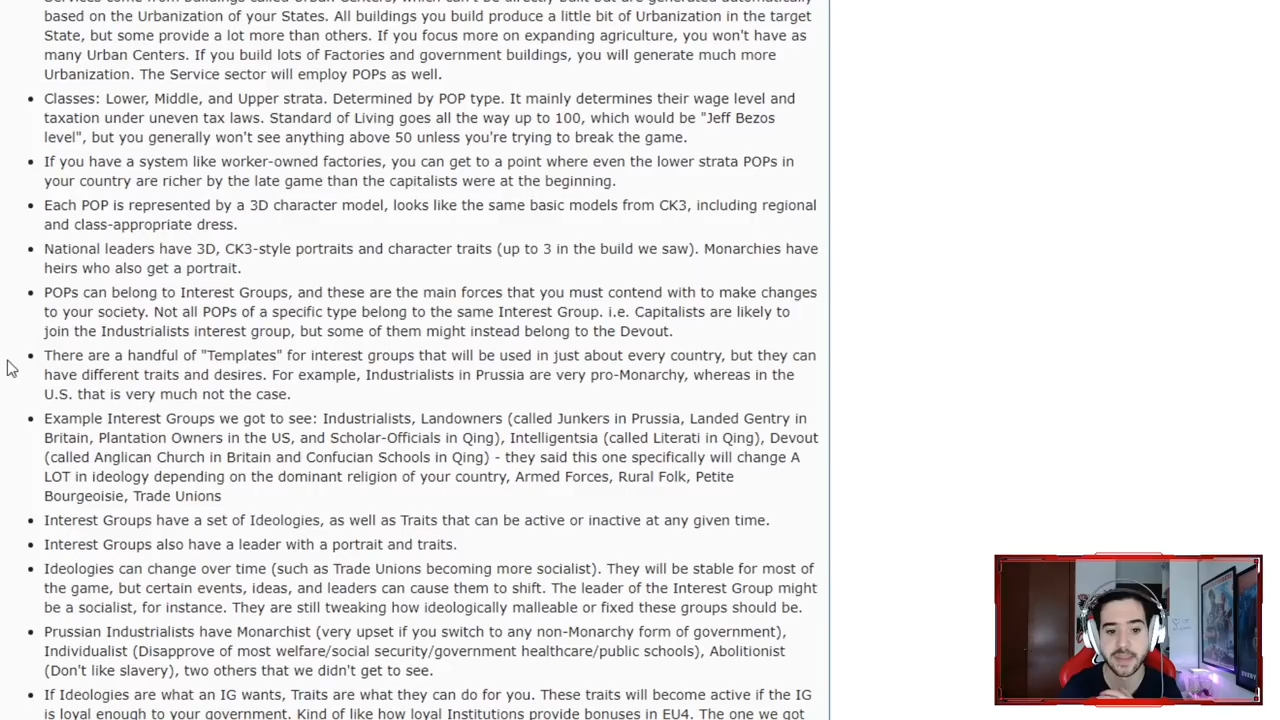 based on the Urbanization of your States. All buildings you build produce a little bit of Urbanization in the target
State, but some provide a lot more than others. If you focus more on expanding agriculture, you won't have as
many Urban Centers. If you build lots of Factories and government buildings, you will generate much more
Urbanization. The Service sector will employ POPs as well.
• Classes: Lower, Middle, and Upper strata. Determined by POP type. It mainly determines their wage level and
taxation under uneven tax laws. Standard of Living goes all the way up to 100, which would be "Jeff Bezos
level", but you generally won't see anything above 50 unless you're trying to break the game.
• If you have a system like worker-owned factories, you can get to a point where even the lower strata POPs in
your country are richer by the late game than the capitalists were at the beginning.
• Each POP is represented by a 3D character model, looks like the same basic models from CK3, including regional
and class-appropriate dress.
• National leaders have 3D, CK3-style portraits and character traits (up to 3 in the build we saw). Monarchies have
heirs who also get a portrait.
• POPs can belong to Interest Groups, and these are the main forces that you must contend with to make changes
to your society. Not all POPs of a specific type belong to the same Interest Group. i.e. Capitalists are likely to
join the Industrialists interest group, but some of them might instead belong to the Devout.
• There are a handful of "Templates" for interest groups that will be used in just about every country, but they can
have different traits and desires. For example, Industrialists in Prussia are very pro-Monarchy, whereas in the
U.S. that is very much not the case.
• Example Interest Groups we got to see: Industrialists, Landowners (called Junkers in Prussia, Landed Gentry in
Britain, Plantation Owners in the US, and Scholar-Officials in Qing), Intelligentsia (called Literati in Qing), Devout
(called Anglican Church in Britain and Confucian Schools in Qing) - they said this one specifically will change A
LOT in ideology depending on the dominant religion of your country, Armed Forces, Rural Folk, Petite
Bourgeoisie, Trade Unions
• Interest Groups have a set of Ideologies, as well as Traits that can be active or inactive at any given time.
• Interest Groups also have a leader with a portrait and traits.
• Ideologies can change over time (such as Trade Unions becoming more socialist). They will be stable for most of
the game, but certain events, ideas, and leaders can cause them to shift. The leader of the Interest Group might
be a socialist, for instance. They are still tweaking how ideologically malleable or fixed these groups should be.
• Prussian Industrialists have Monarchist (very upset if you switch to any non-Monarchy form of government),
Individualist (Disapprove of most welfare/social security/government healthcare/public schools), Abolitionist
(Don't like slavery), two others that we didn't get to see.
• If Ideologies are what an IG wants, Traits are what they can do for you. These traits will become active if the IG
is loyal enough to your government. Kind of like how loyal Institutions provide bonuses in EU4. The one we got